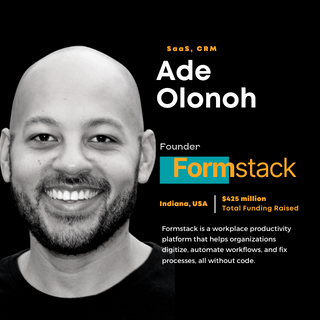 SaaS, CRM
Ade
Olonoh
Founder
Formstack
Indiana, USA
$425 million
Total Funding Raised
Formstack is a workplace productivity
platform that helps organizations
digitize, automate workflows, and fix
processes, all without code.